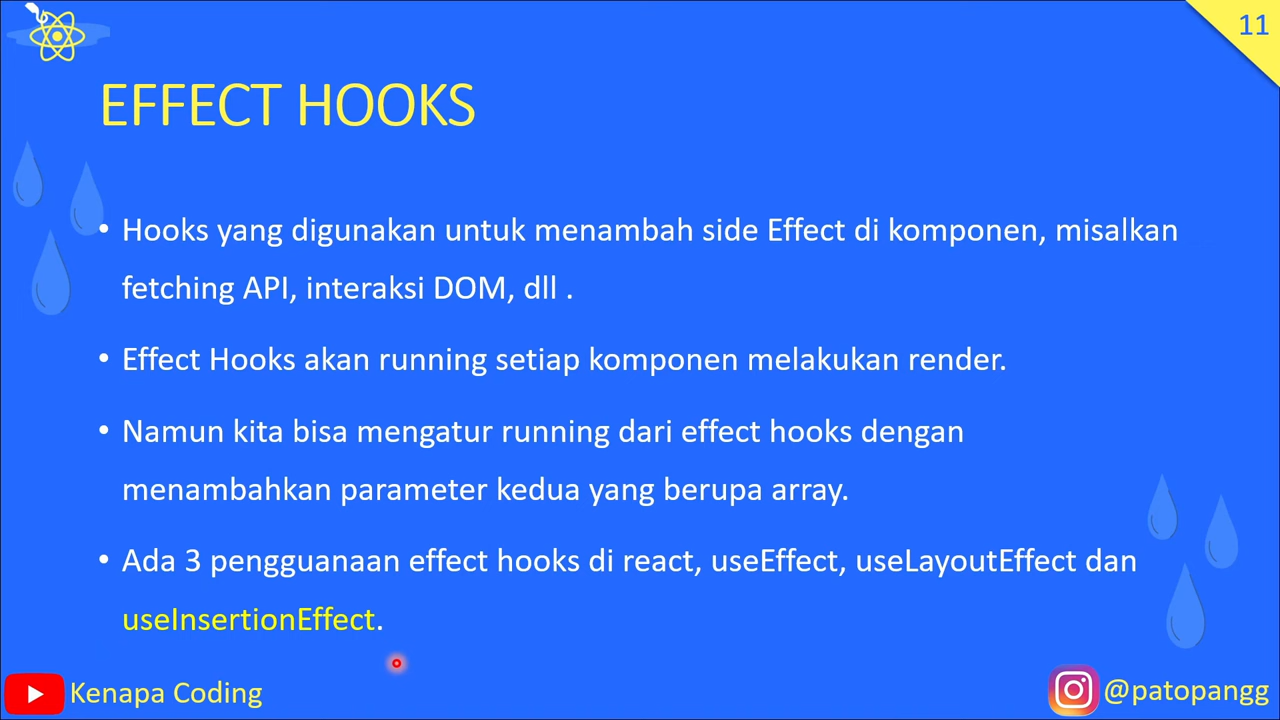 11
EFFECT HOOKS
• Hooks yang digunakan untuk menambah side Effect di komponen, misalkan
fetching API, interaksi DOM, dll .
• Effect Hooks akan running setiap komponen melakukan render.
• Namun kita bisa mengatur running dari effect hooks dengan
menambahkan parameter kedua yang berupa array.
• Ada 3 pengguanaan effect hooks di react, useEffect, useLayoutEffect dan
useInsertionEffect.
Kenapa Coding
@patopangg